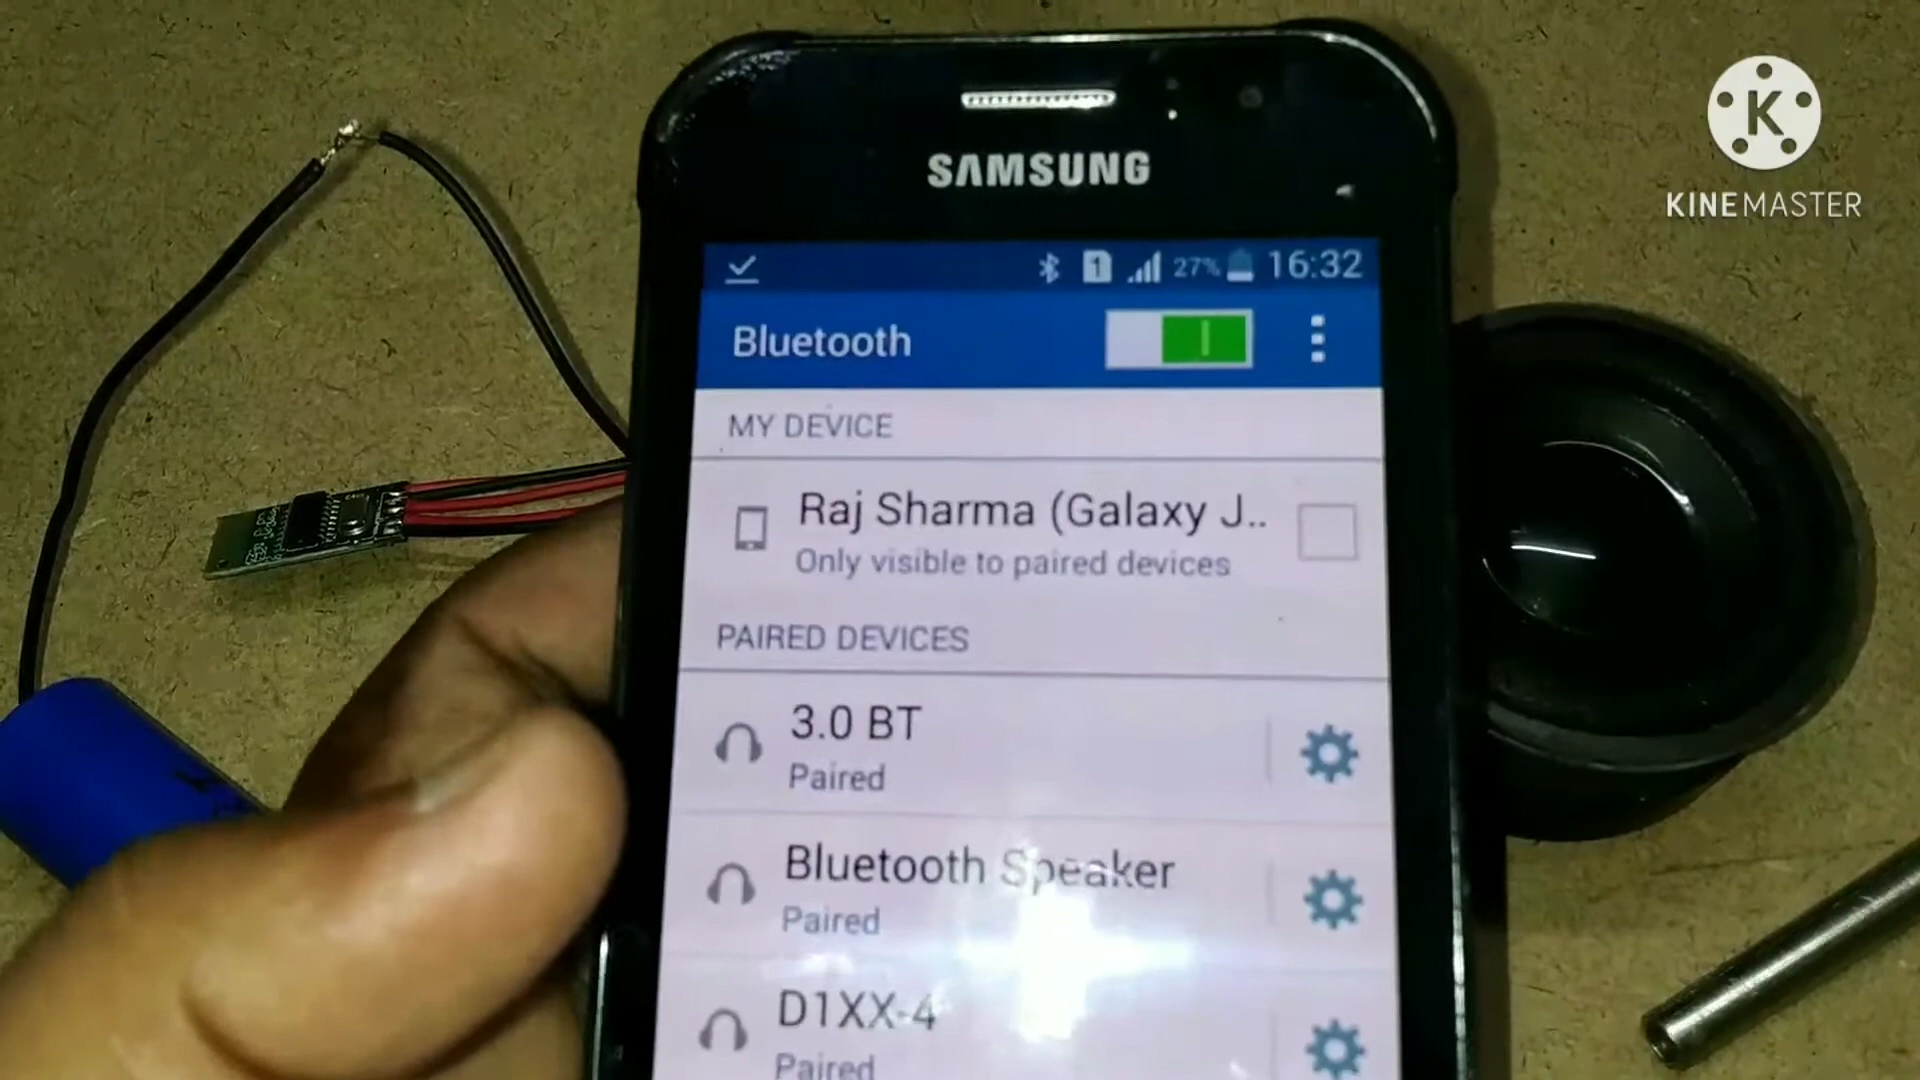 K
KINEMASTER
SAMSUNG
1 27% 16:32
Bluetooth
MY DEVICE
Raj Sharma (Galaxy J..
Only visible to paired devices
PAIRED DEVICES
3.0 BT
Paired
Bluetooth Speaker
Paired
D1XX-4
Paired